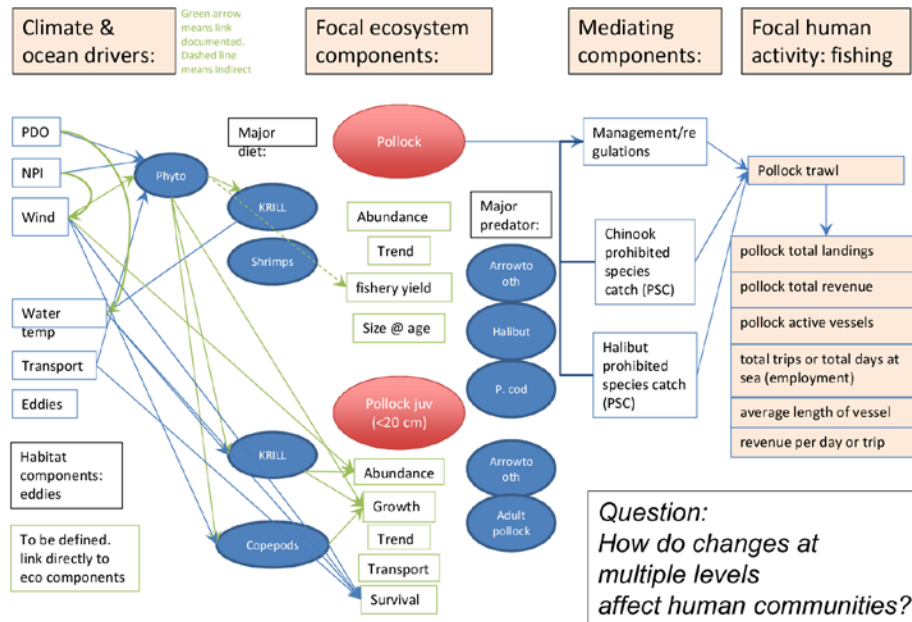 Climate &
ocean drivers:
Green arrow
means link
documented.
Dashed line
means indirect
Focal ecosystem
components:
Mediating
components:
Focal human
activity: fishing
PDO
NPI
Wind
Water
temp
Transport
Eddies
Habitat
components:
eddies
To be defined.
link directly to
eco components
Phyto
Major
diet:
KRILL
Shrimps
KRILL
Copepods
Pollock
Abundance
Trend
fishery yield
Size @ age
Pollock juv
(<20 cm)
Abundance
Growth
Trend
Transport
Survival
Major
predator:
Arrowto
oth
Halibut
P. cod
Arrowto
oth
Adult
pollock
Management/re
gulations
Chinook
prohibited
species
catch (PSC)
Halibut
prohibited
species catch
(PSC)
Pollock trawl
pollock total landings
pollock total revenue
pollock active vessels
total trips or total days at
sea (employment)
average length of vessel
revenue per day or trip
Question:
How do changes at
multiple levels
affect human communities?